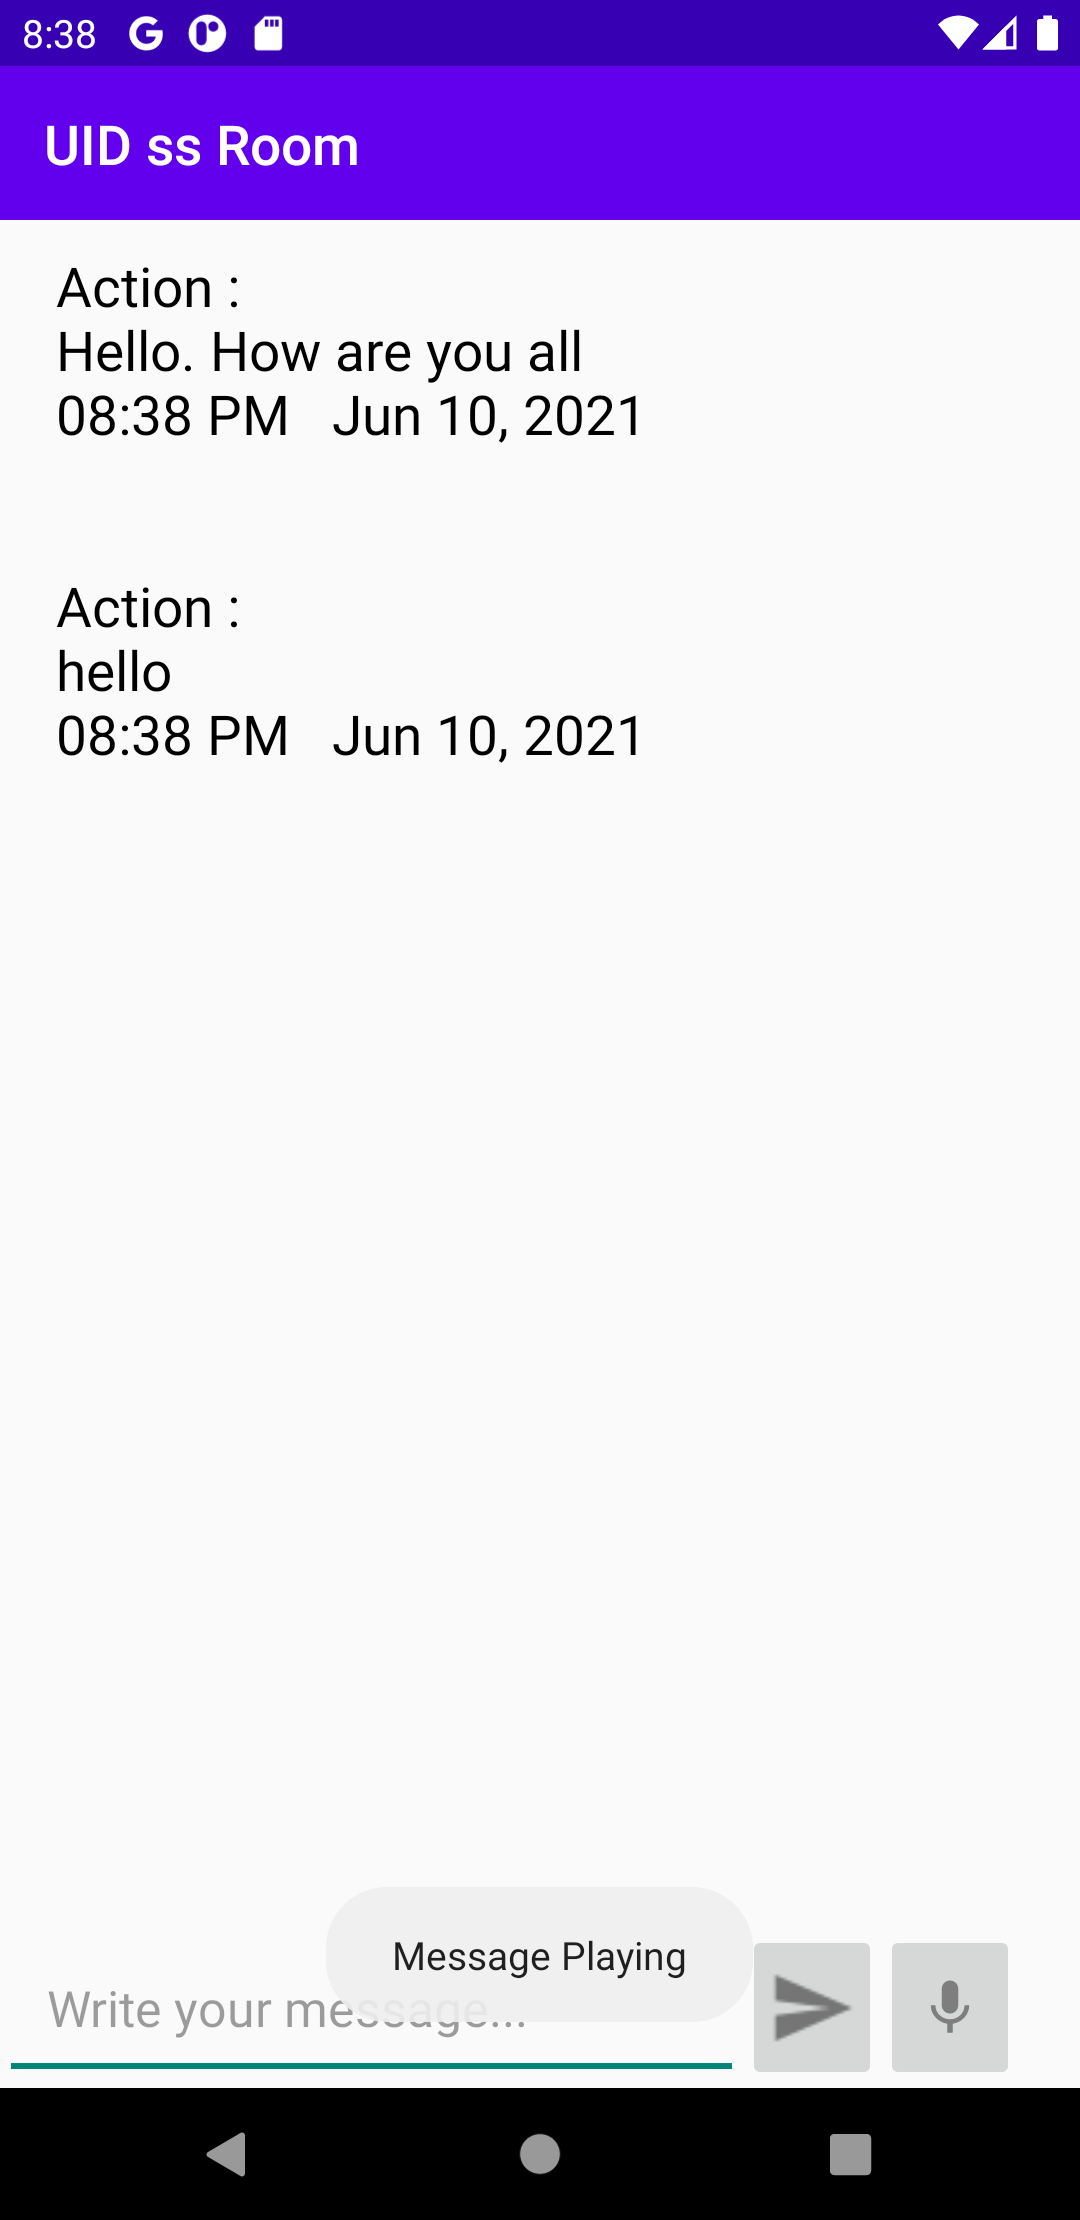 8:38
UID ss Room
Action :
Hello. How are you all
08:38 PM   Jun 10, 2021
Action :
hello
08:38 PM   Jun 10, 2021
Message Playing
Write your message...